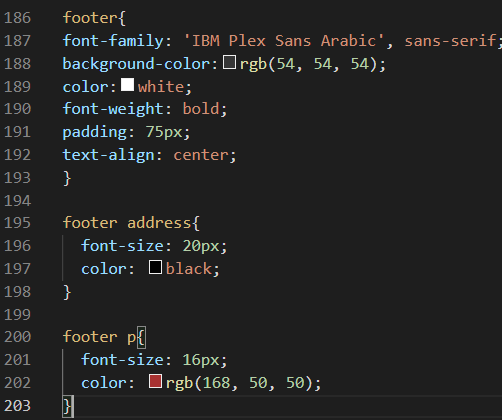 186 footer{
187 font-family: 'IBM Plex Sans Arabic', sans-serif;
188 background-color: rgb(54, 54, 54);
189 color: white;
190 font-weight: bold;
191 padding: 75px;
192 text-align: center;
193 }
194
195 footer address{
196   font-size: 20px;
197   color: black;
198 }
199
200 footer p{
201   font-size: 16px;
202   color: rgb(168, 50, 50);
203 }